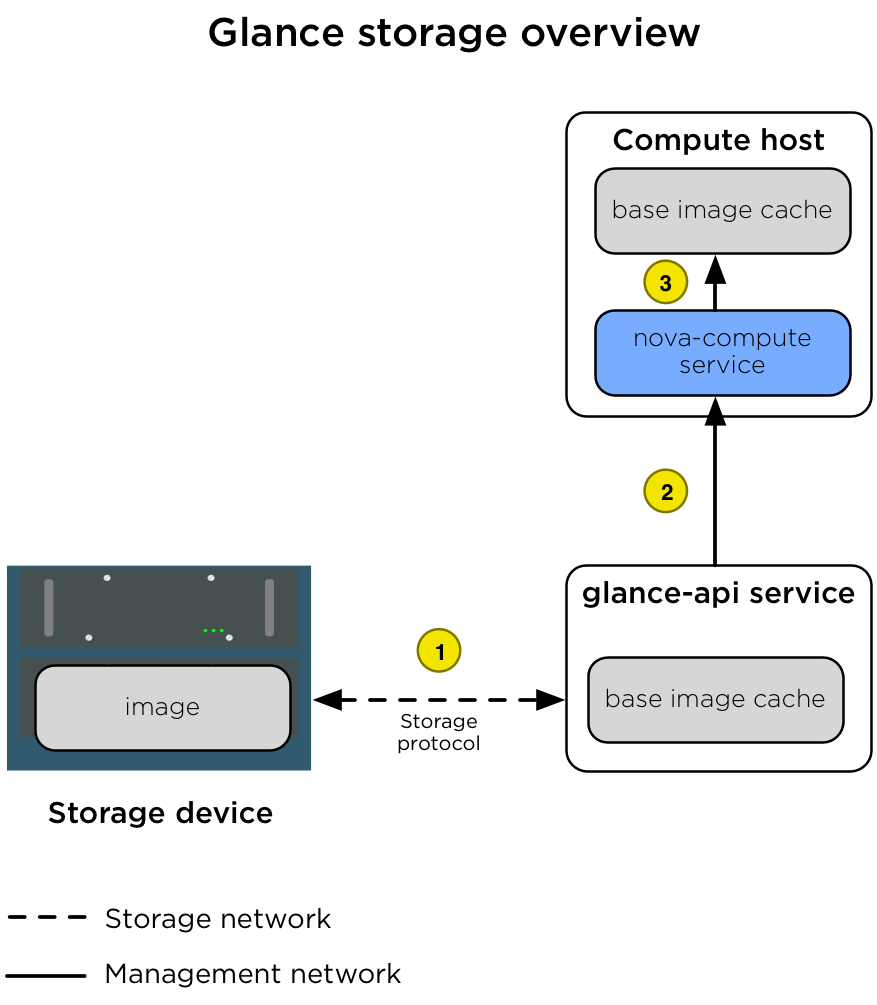 Glance storage overview
Compute host
base image cache
3
nova-compute
service
2
glance-api service
base image cache
1
Storage
protocol
image
Storage device
Storage network
Management network